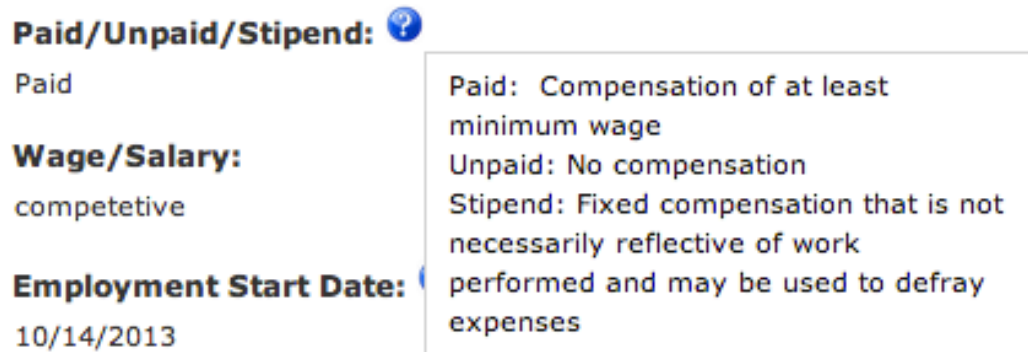 Paid/Unpaid/Stipend: ?
Paid
Wage/Salary:
competetive
Employment Start Date:
10/14/2013
Paid:  Compensation of at least
minimum wage
Unpaid: No compensation
Stipend: Fixed compensation that is not
necessarily reflective of work
performed and may be used to defray
expenses